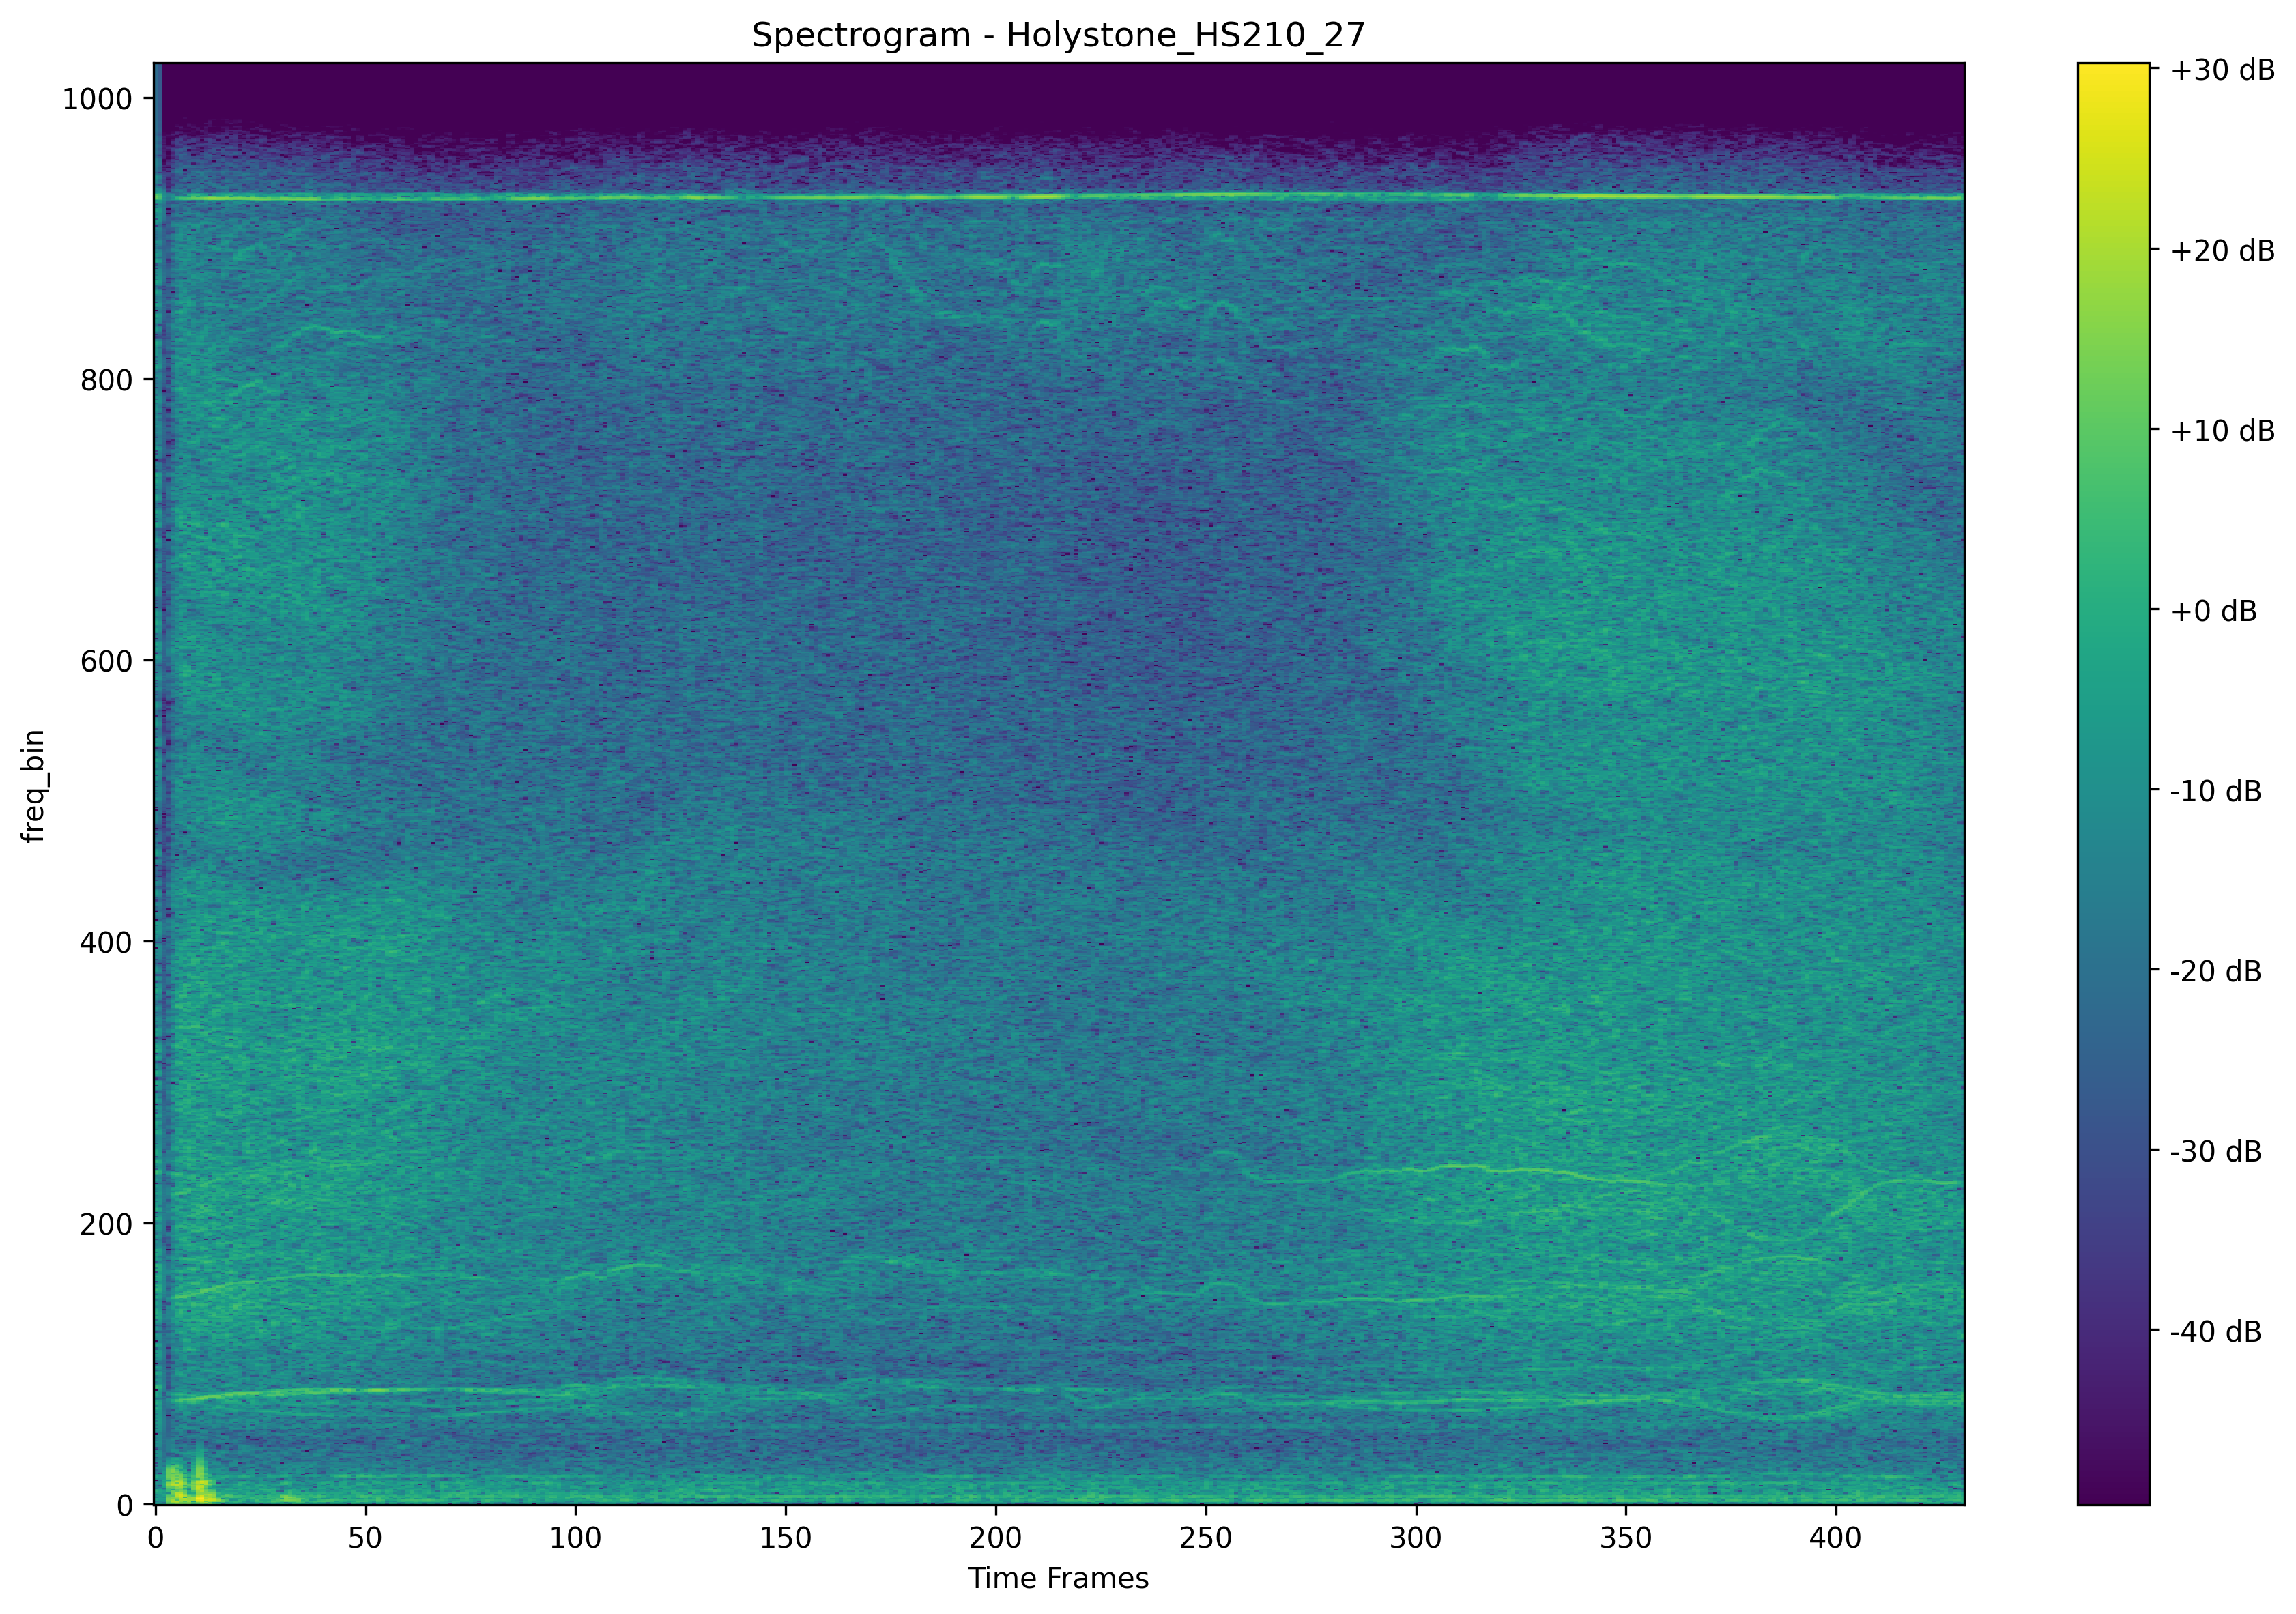 Spectrogram - Holystone_HS210_27
freq_bin
1000
800
600
400
200
0
0 50 100 150 200 250 300 350 400
Time Frames
+30 dB
+20 dB
+10 dB
+0 dB
-10 dB
-20 dB
-30 dB
-40 dB